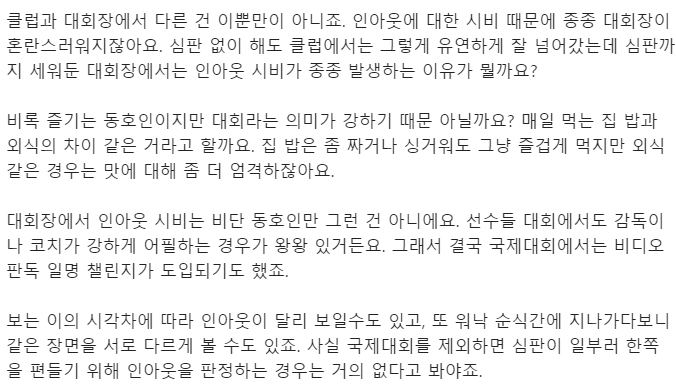 클럽과 대회장에서 다른 건 이뿐만이 아니죠. 인아웃에 대한 시비 때문에 종종 대회장이
혼란스러워지잖아요. 심판 없이 해도 클럽에서는 그렇게 유연하게 잘 넘어갔는데 심판까
지 세워둔 대회장에서는 인아웃 시비가 종종 발생하는 이유가 뭘까요?
비록 즐기는 동호인이지만 대회라는 의미가 강하기 때문 아닐까요? 매일 먹는 집 밥과
외식의 차이 같은 거라고 할까요. 집 밥은 좀 짜거나 싱거워도 그냥 즐겁게 먹지만 외식
같은 경우는 맛에 대해 좀 더 엄격하잖아요.
대회장에서 인아웃 시비는 비단 동호인만 그런 건 아니에요. 선수들 대회에서도 감독이
나 코치가 강하게 어필하는 경우가 왕왕 있거든요. 그래서 결국 국제대회에서는 비디오
판독 일명 챌린지가 도입되기도 했죠.
보는 이의 시각차에 따라 인아웃이 달리 보일수도 있고, 또 워낙 순식간에 지나가다보니
같은 장면을 서로 다르게 볼 수도 있죠. 사실 국제대회를 제외하면 심판이 일부러 한쪽
을 편들기 위해 인아웃을 판정하는 경우는 거의 없다고 봐야죠.